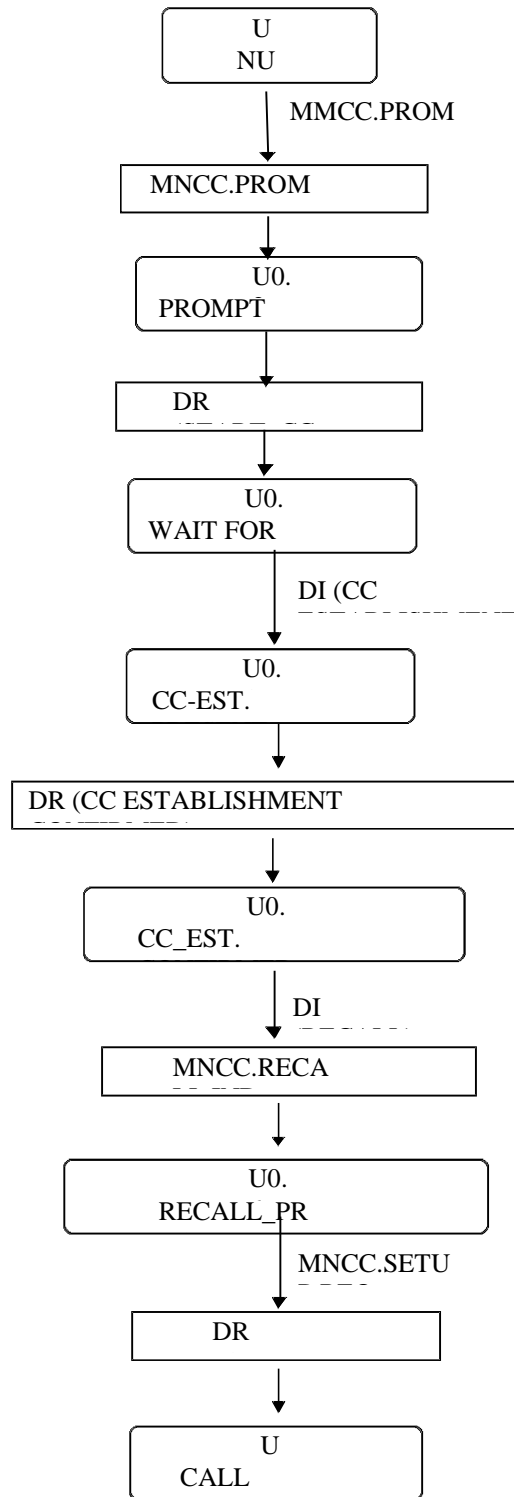 U
NU
MMCC.PROM
MNCC.PROM
U0.
PROMPT
DR
U0.
WAIT FOR
DI (CC
U0.
CC-EST.
DR (CC ESTABLISHMENT
U0.
CC_EST.
DI
MNCC.RECA
U0.
RECALL_PR
MNCC.SETU
DR
U
CALL